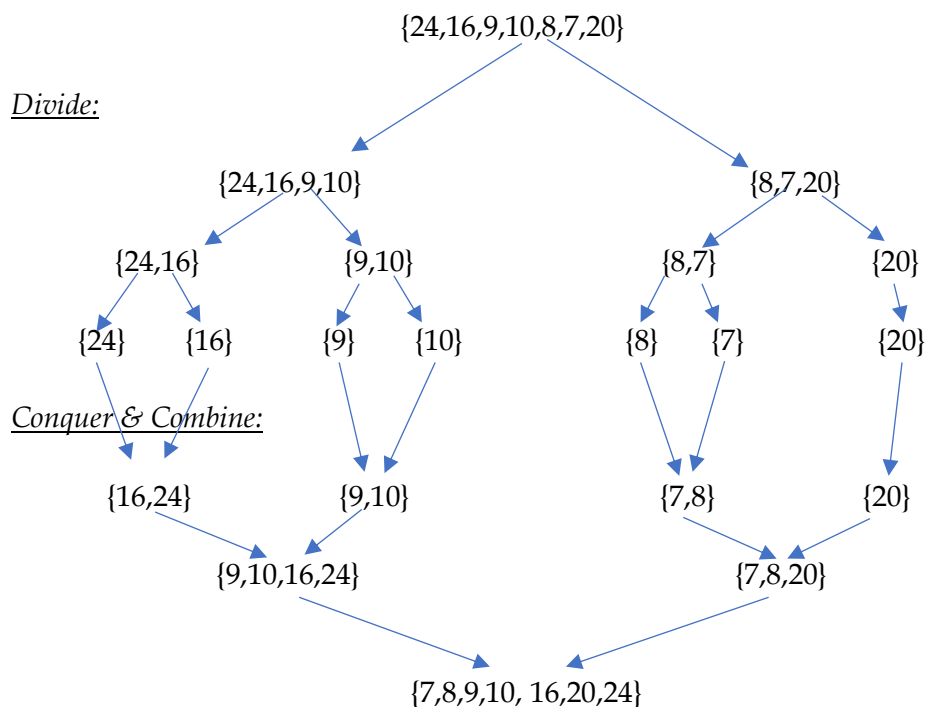 {24,16,9,10,8,7,20}
Divide:
{24,16,9,10} {8,7,20}
{24,16} {9,10} {8,7} {20}
{24} {16} {9} {10} {8} {7} {20}
Conquer & Combine:
{16,24} {9,10} {7,8} {20}
{9,10,16,24} {7,8,20}
{7,8,9,10, 16,20,24}